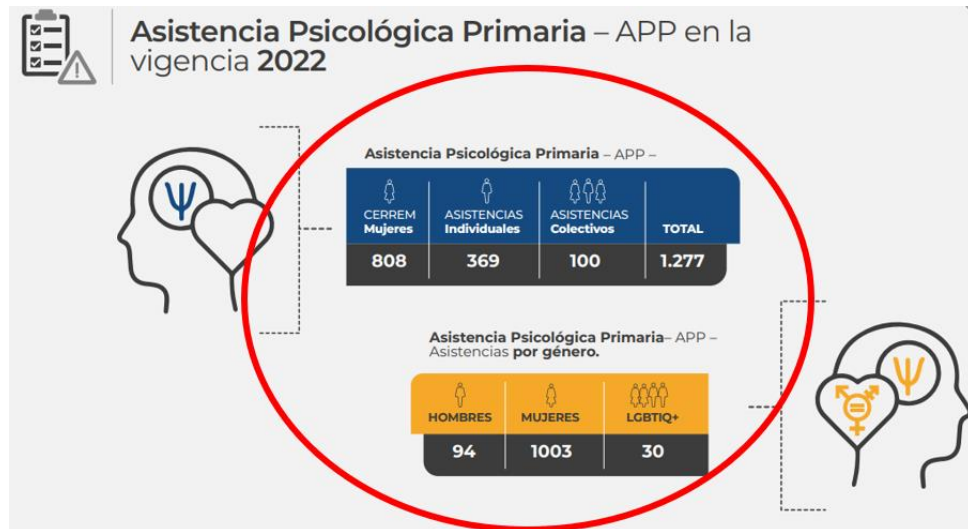 Asistencia Psicológica Primaria – APP en la
vigencia 2022
Asistencia Psicológica Primaria – APP –
CERREM Mujeres
ASISTENCIAS Individuales
ASISTENCIAS Colectivos
TOTAL
808
369
100
1.277
Asistencia Psicológica Primaria– APP –
Asistencias por género.
HOMBRES
MUJERES
LGBTIQ+
94
1003
30